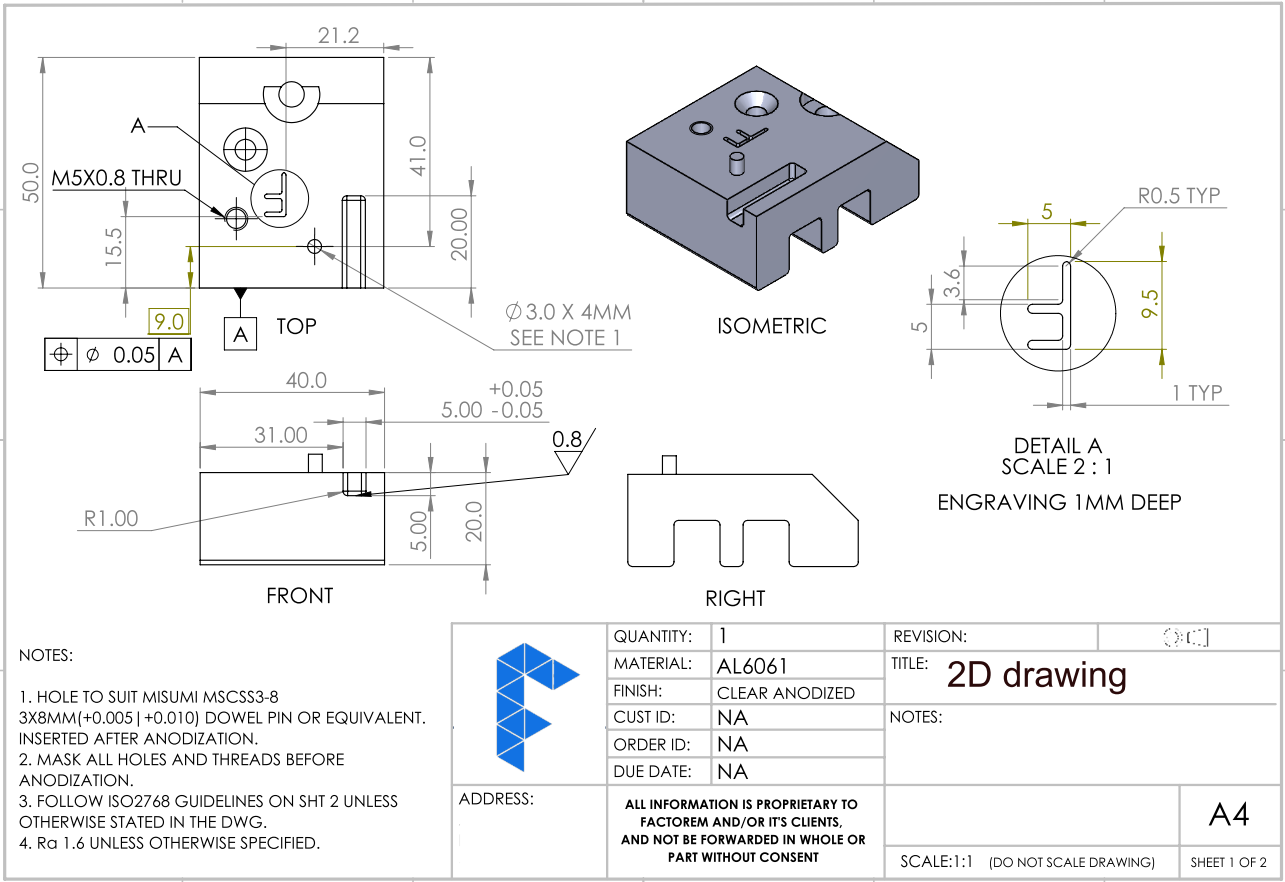 21.2
A
M5X0.8 THRU
50.0
15.5
9.0
41.0
20.00
A
TOP
⌀ 0.05 A
⌀3.0 X 4MM
SEE NOTE 1
ISOMETRIC
R0.5 TYP
5
3.6
5
9.5
1 TYP
DETAIL A
SCALE 2 : 1
ENGRAVING 1MM DEEP
40.0
+0.05
5.00 -0.05
31.00
0.8
R1.00
5.00
20.0
FRONT
RIGHT
NOTES:
1. HOLE TO SUIT MISUMI MSCSS3-8
3X8MM(+0.005|+0.010) DOWEL PIN OR EQUIVALENT.
INSERTED AFTER ANODIZATION.
2. MASK ALL HOLES AND THREADS BEFORE
ANODIZATION.
3. FOLLOW ISO2768 GUIDELINES ON SHT 2 UNLESS
OTHERWISE STATED IN THE DWG.
4. Ra 1.6 UNLESS OTHERWISE SPECIFIED.
QUANTITY: 1
MATERIAL: AL6061
FINISH: CLEAR ANODIZED
CUST ID: NA
ORDER ID: NA
DUE DATE: NA
REVISION:
TITLE: 2D drawing
NOTES:
ADDRESS:
ALL INFORMATION IS PROPRIETARY TO
FACTOREM AND/OR IT'S CLIENTS,
AND NOT BE FORWARDED IN WHOLE OR
PART WITHOUT CONSENT
A4
SCALE:1:1 (DO NOT SCALE DRAWING)
SHEET 1 OF 2